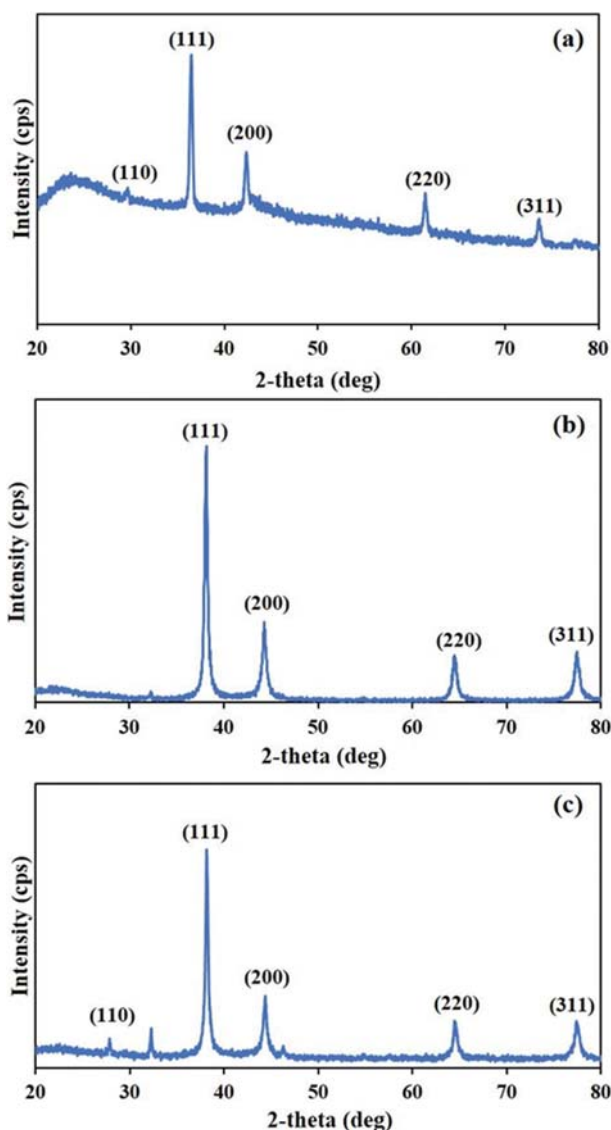 (a)
(111)
(200)
(110)
(220)
(311)
Intensity (cps)
20 30 40 50 60 70 80
2-theta (deg)
(b)
(111)
(200)
(220)
(311)
Intensity (cps)
20 30 40 50 60 70 80
2-theta (deg)
(c)
(111)
(200)
(110)
(220)
(311)
Intensity (cps)
20 30 40 50 60 70 80
2-theta (deg)